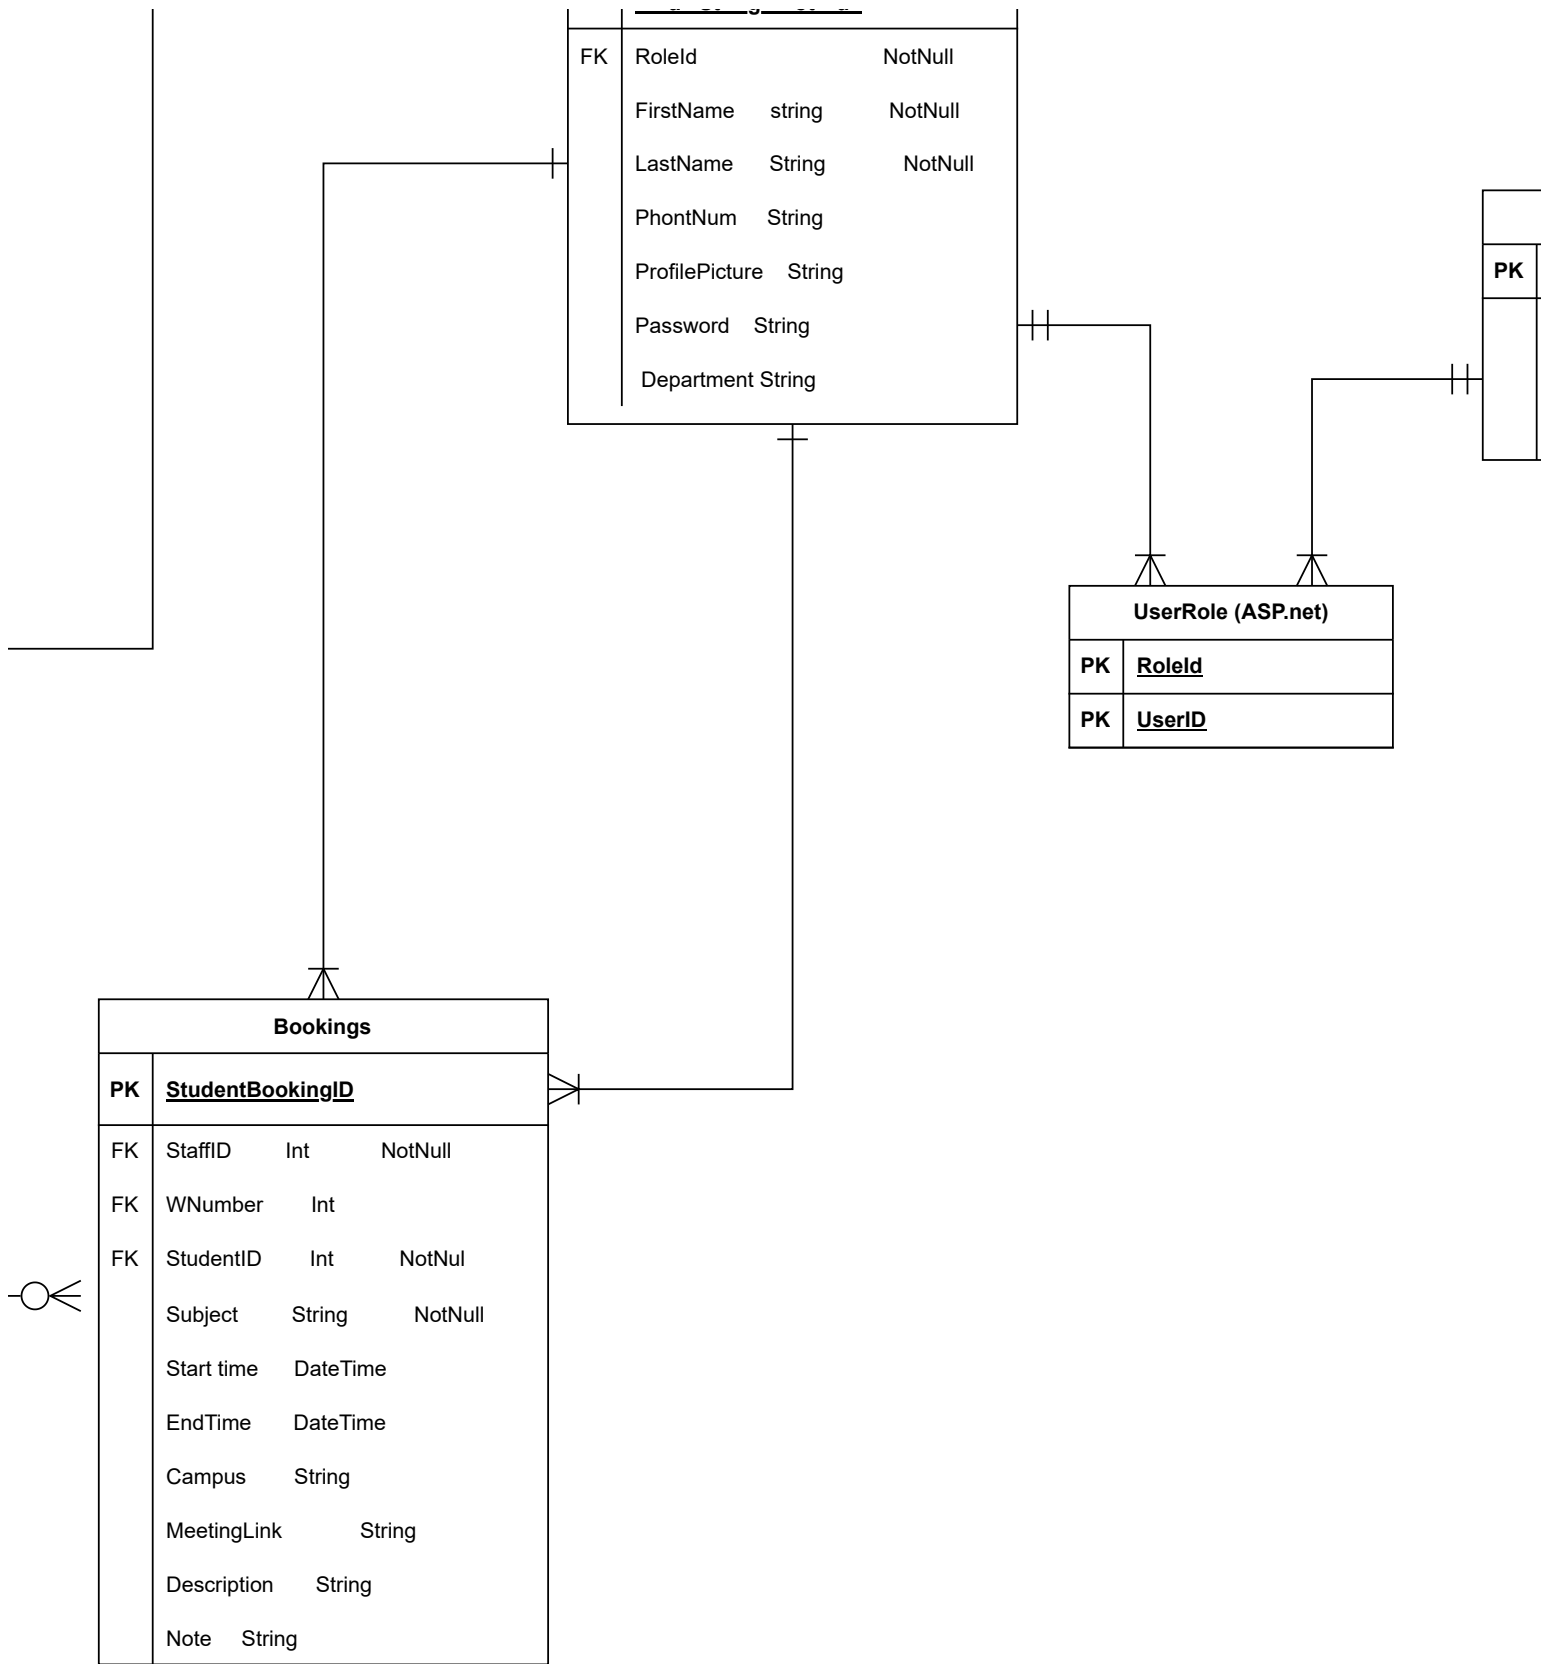 FK RoleId NotNull
FirstName string NotNull
LastName String NotNull
PhontNum String
ProfilePicture String
Password String
Department String
PK
UserRole (ASP.net)
PK RoleId
PK UserID
Bookings
PK StudentBookingID
FK StaffID Int NotNull
FK WNumber Int
FK StudentID Int NotNul
Subject String NotNull
Start time DateTime
EndTime DateTime
Campus String
MeetingLink String
Description String
Note String